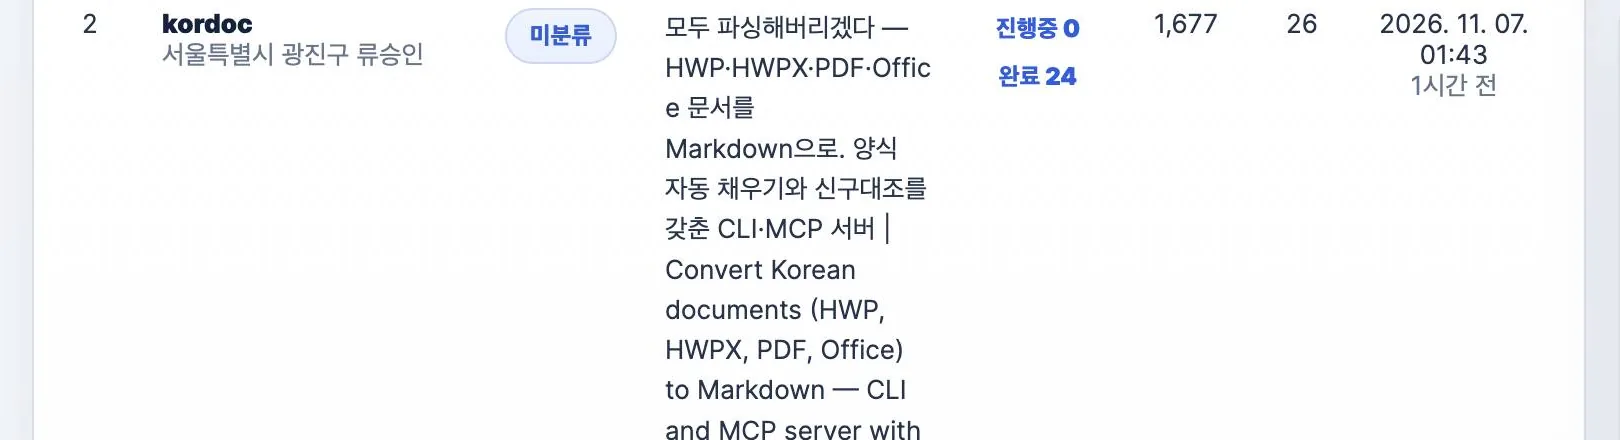 2
kordoc
서울특별시 광진구 류승인
미분류
모두 파싱해버리겠다 —
HWP·HWPX·PDF·Offic
e 문서를
Markdown으로. 양식
자동 채우기와 신구대조를
갖춘 CLI·MCP 서버 |
Convert Korean
documents (HWP,
HWPX, PDF, Office)
to Markdown — CLI
and MCP server with
진행중 0
완료 24
1,677
26
2026. 11. 07.
01:43
1시간 전